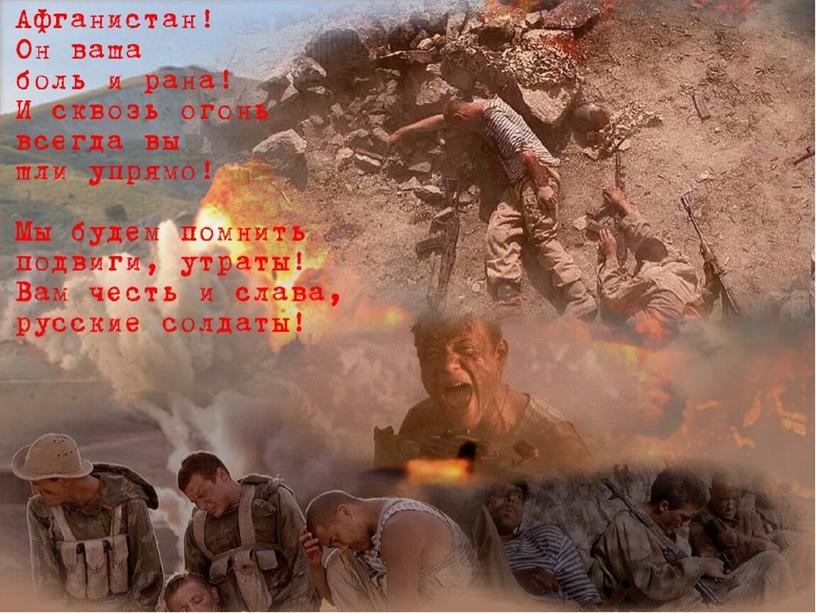 Афганистан!
Он ваша
боль и рана!
И сквозь огонь
всегда вы
шли упрямо!
Мы будем помнить
подвиги, утраты!
Вам честь и слава,
русские солдаты!